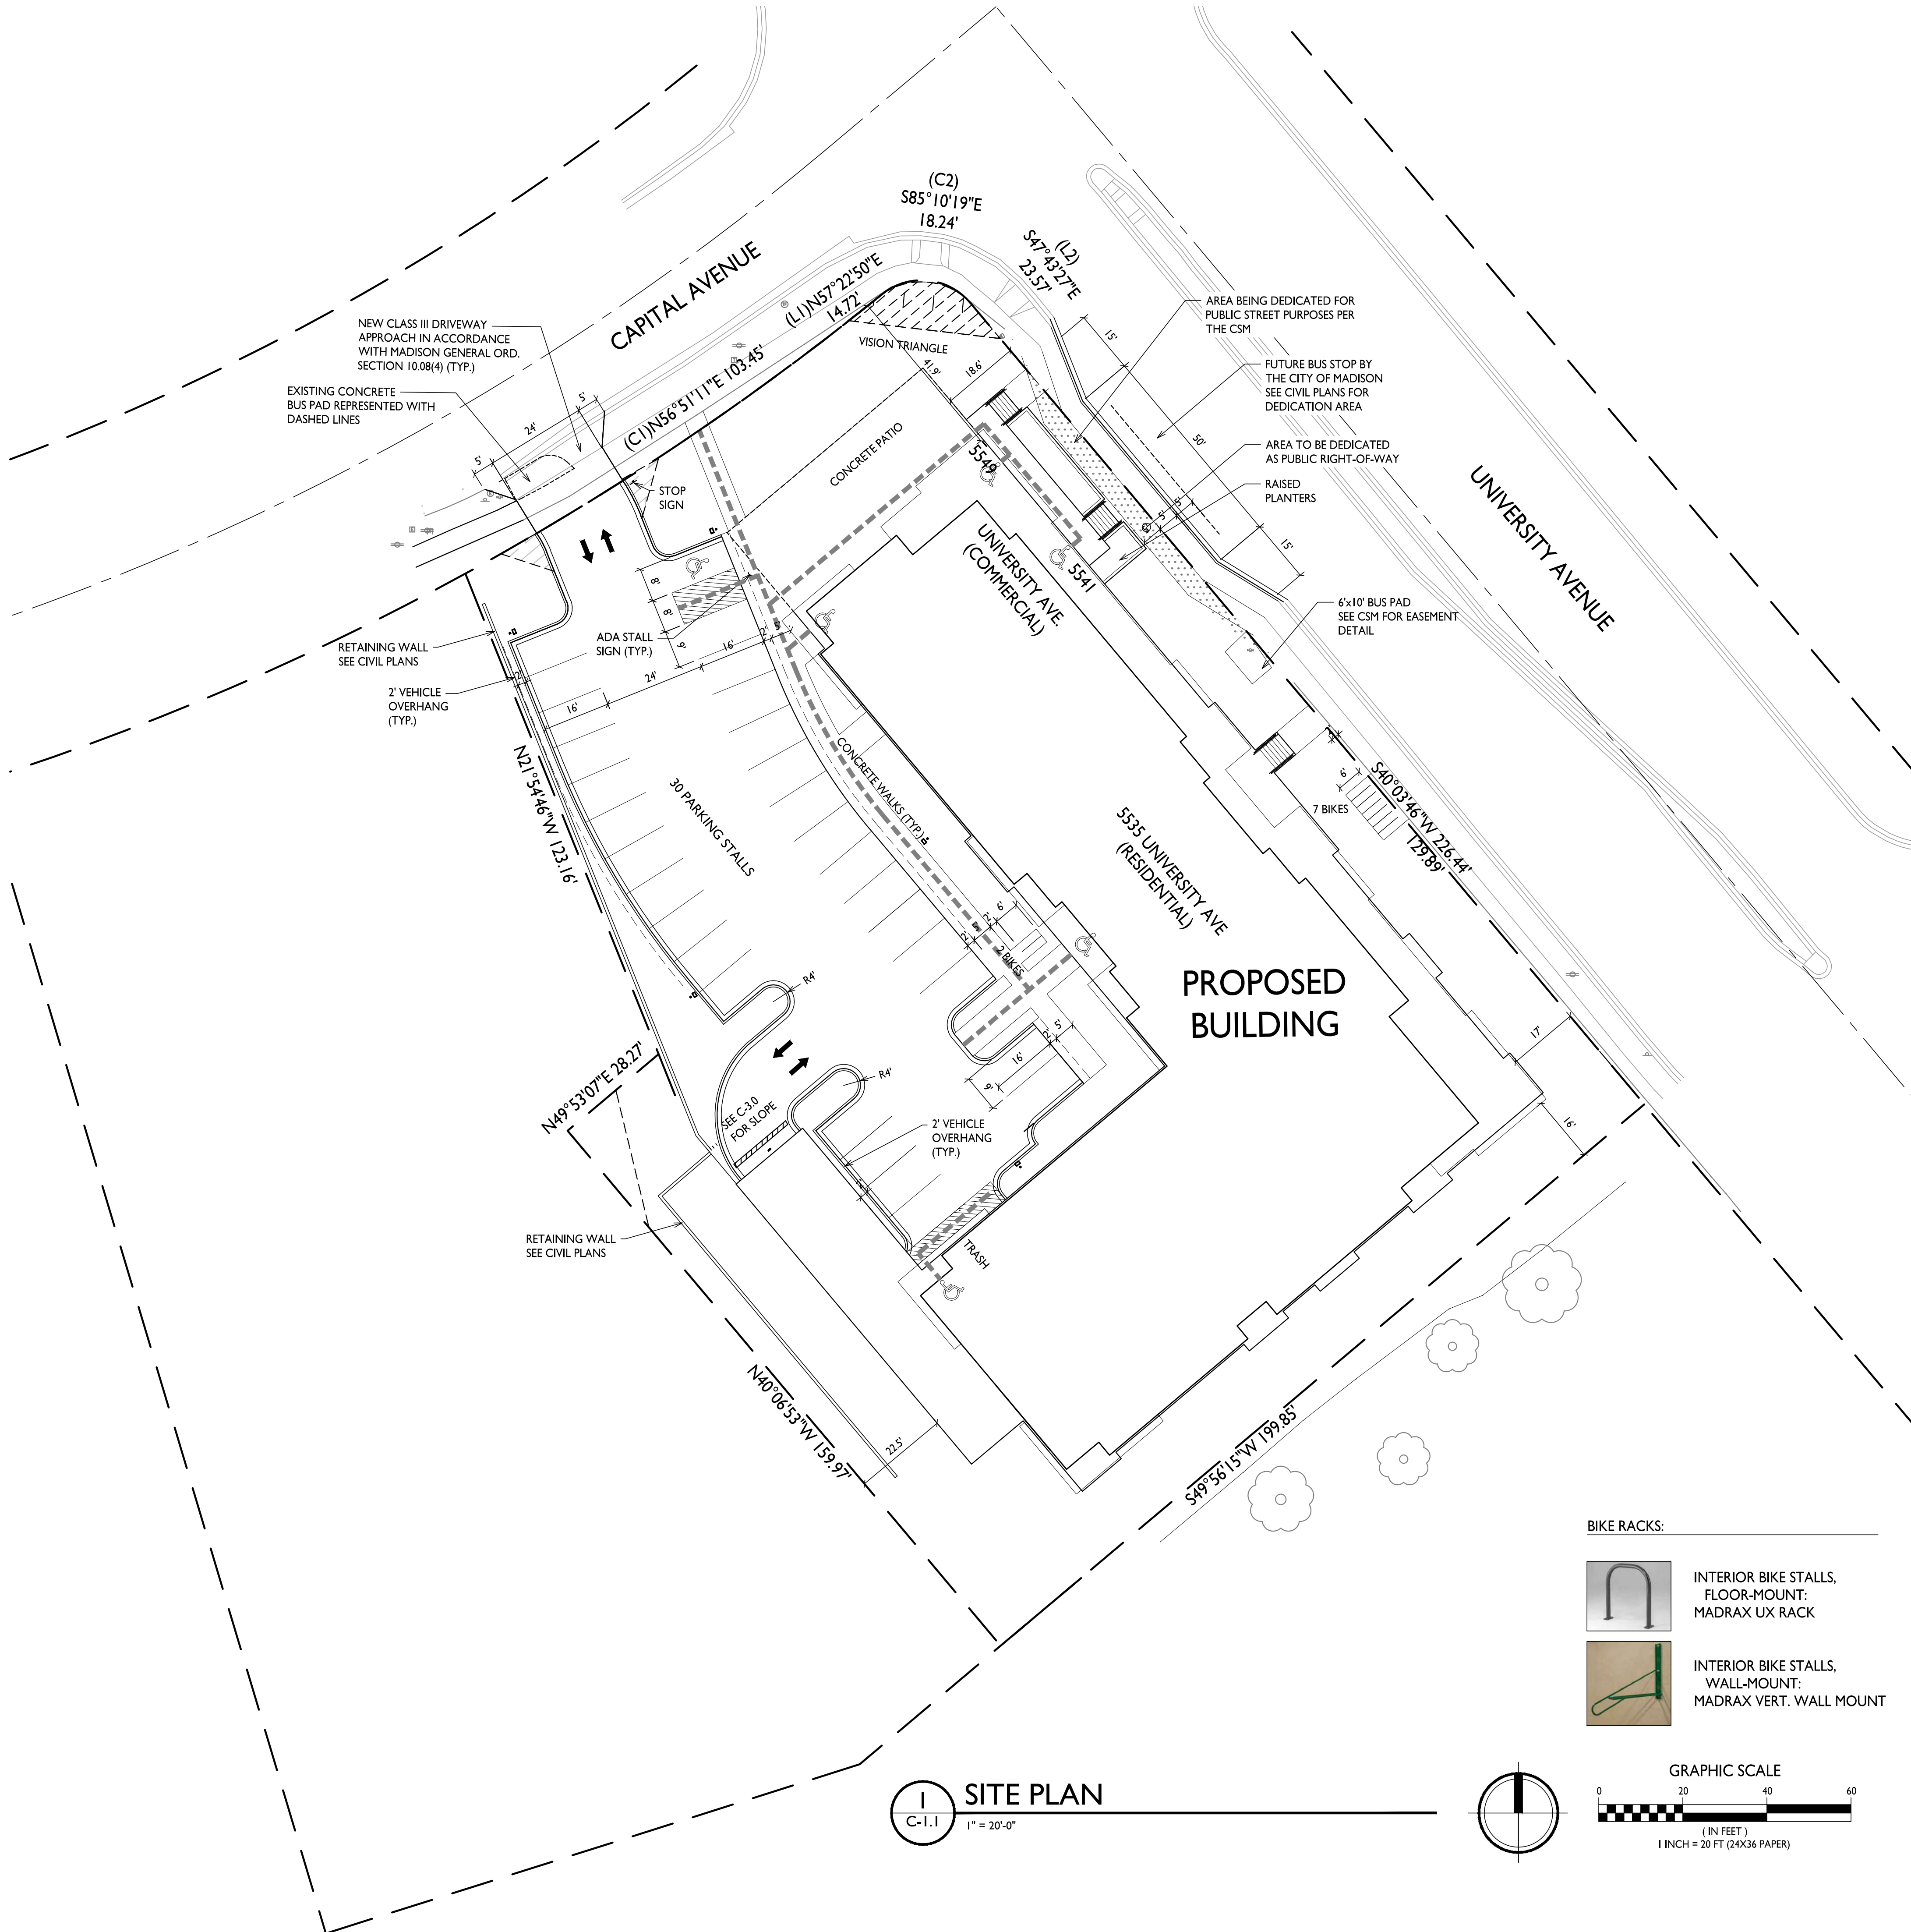 (C2)
S85°10'19"E
18.24'
(L2)
S47°43'27"E
23.57'
CAPITAL AVENUE
(L1)N57°22'50"E
14.72'
(C1)N56°51'11"E 103.45'
NEW CLASS III DRIVEWAY
APPROACH IN ACCORDANCE
WITH MADISON GENERAL ORD.
SECTION 10.08(4) (TYP.)
EXISTING CONCRETE
BUS PAD REPRESENTED WITH
DASHED LINES
5'
24'
5'
VISION TRIANGLE
41.9'
18.6'
AREA BEING DEDICATED FOR
PUBLIC STREET PURPOSES PER
THE CSM
15'
FUTURE BUS STOP BY
THE CITY OF MADISON
SEE CIVIL PLANS FOR
DEDICATION AREA
50'
AREA TO BE DEDICATED
AS PUBLIC RIGHT-OF-WAY
RAISED
PLANTERS
5'
5'
15'
UNIVERSITY AVENUE
STOP
SIGN
CONCRETE PATIO
5549
UNIVERSITY AVE.
(COMMERCIAL)
5541
6'x10' BUS PAD
SEE CSM FOR EASEMENT
DETAIL
8'
8'
9'
ADA STALL
SIGN (TYP.)
16'
2'
5'
24'
16'
RETAINING WALL
SEE CIVIL PLANS
2'
2' VEHICLE
OVERHANG
(TYP.)
N21°54'46"W 123.16'
30 PARKING STALLS
CONCRETE WALKS (TYP.)
2'
6'
7 BIKES
S40°03'46"W 226.44'
129.89'
5535 UNIVERSITY AVE
(RESIDENTIAL)
6'
2'
2'
2 BIKES
PROPOSED
BUILDING
17'
16'
R4'
R4'
5'
2'
16'
9'
N49°53'07"E 28.27'
SEE C-3.0
FOR SLOPE
2' VEHICLE
OVERHANG
(TYP.)
2'
RETAINING WALL
SEE CIVIL PLANS
TRASH
N40°06'53"W 159.97'
22.5'
S49°56'15"W 199.85'
BIKE RACKS:
INTERIOR BIKE STALLS,
FLOOR-MOUNT:
MADRAX UX RACK
INTERIOR BIKE STALLS,
WALL-MOUNT:
MADRAX VERT. WALL MOUNT
1
C-1.1
SITE PLAN
1" = 20'-0"
GRAPHIC SCALE
0 20 40 60
( IN FEET )
1 INCH = 20 FT (24X36 PAPER)